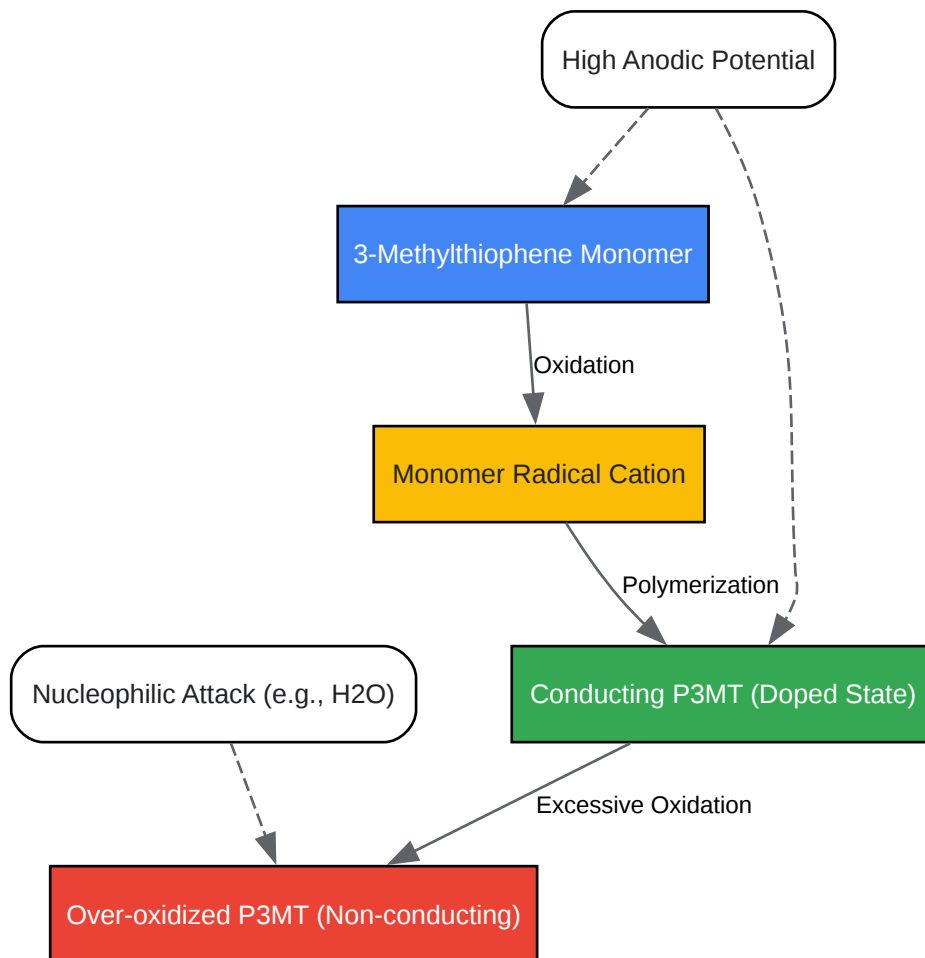 High Anodic Potential
3-Methylthiophene Monomer
Oxidation
Monomer Radical Cation
Polymerization
Nucleophilic Attack (e.g., H2O)
Conducting P3MT (Doped State)
Excessive Oxidation
Over-oxidized P3MT (Non-conducting)